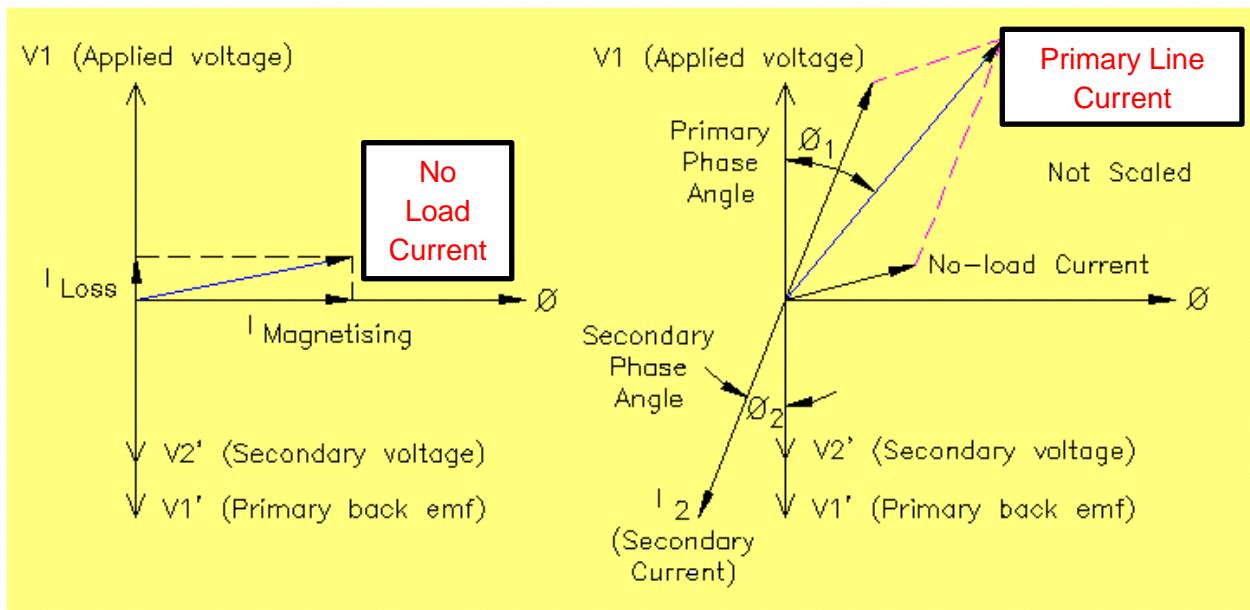 V1 (Applied voltage)
No
Load
Current
I Loss
Ø
I Magnetising
V2' (Secondary voltage)
V1' (Primary back emf)
V1 (Applied voltage)
Primary Line
Current
Primary
Phase
Angle
Ø1
Not Scaled
No-load Current
Ø
Secondary
Phase
Angle
Ø2
V2' (Secondary voltage)
I2
V1' (Primary back emf)
(Secondary
Current)